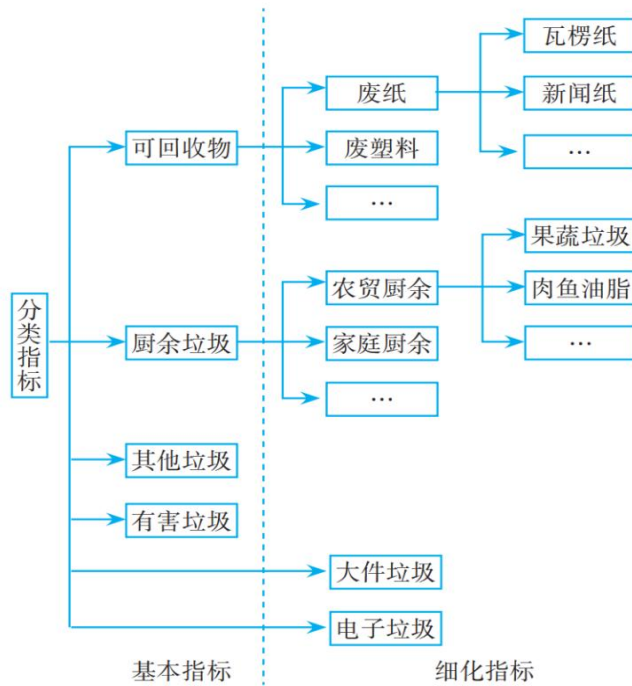 瓦楞纸
废纸
新闻纸
可回收物
废塑料
…
…
果蔬垃圾
农贸厨余
肉鱼油脂
分类指标
厨余垃圾
家庭厨余
…
…
其他垃圾
有害垃圾
大件垃圾
电子垃圾
基本指标
细化指标